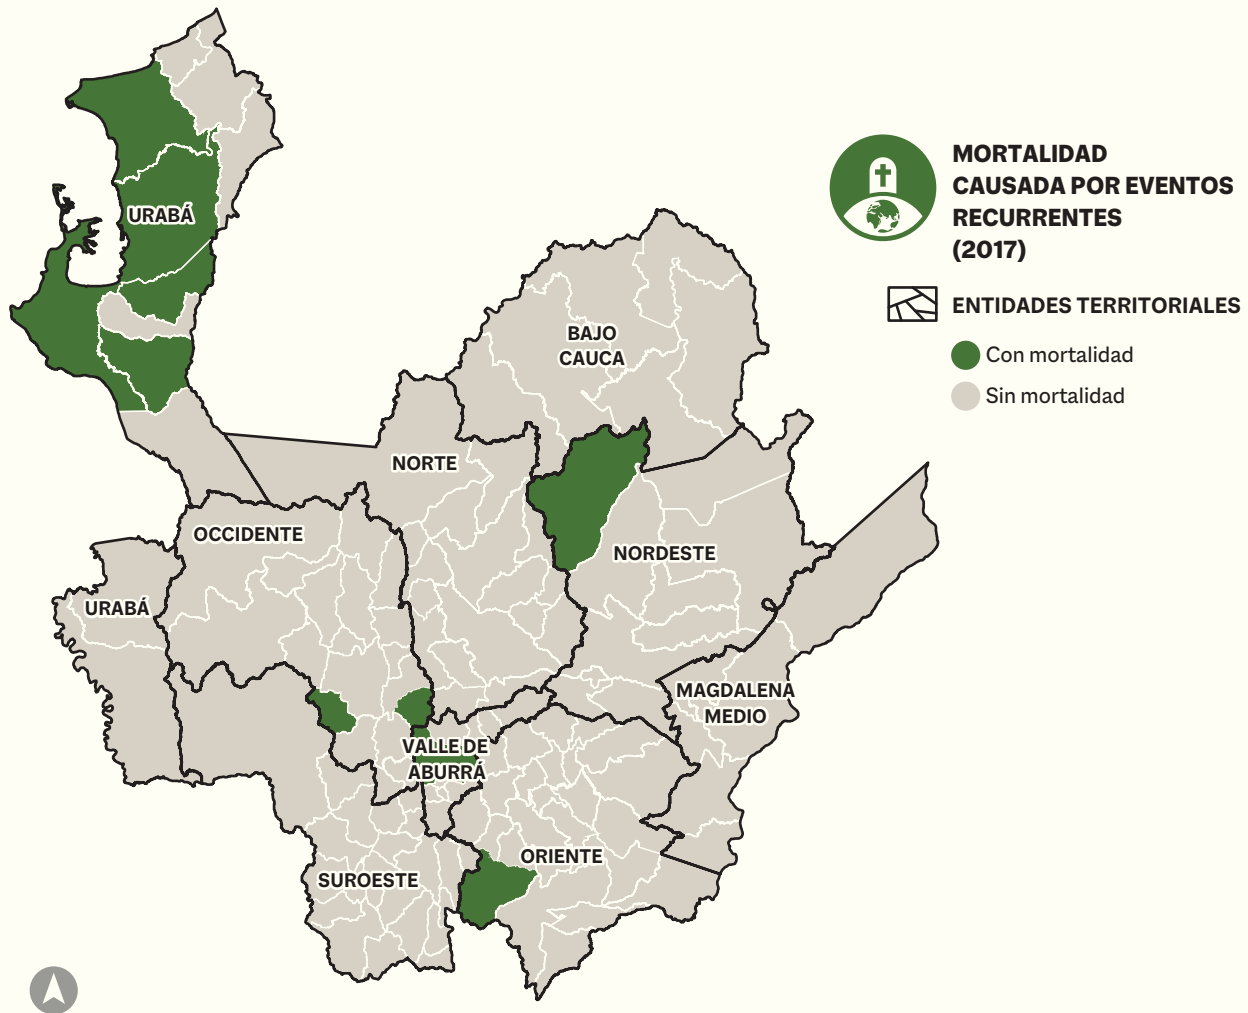 MORTALIDAD
CAUSADA POR EVENTOS
RECURRENTES
(2017)
ENTIDADES TERRITORIALES
Con mortalidad
Sin mortalidad
URABÁ
BAJO
CAUCA
NORTE
OCCIDENTE
NORDESTE
URABÁ
MAGDALENA
MEDIO
VALLE DE
ABURRÁ
ORIENTE
SUROESTE